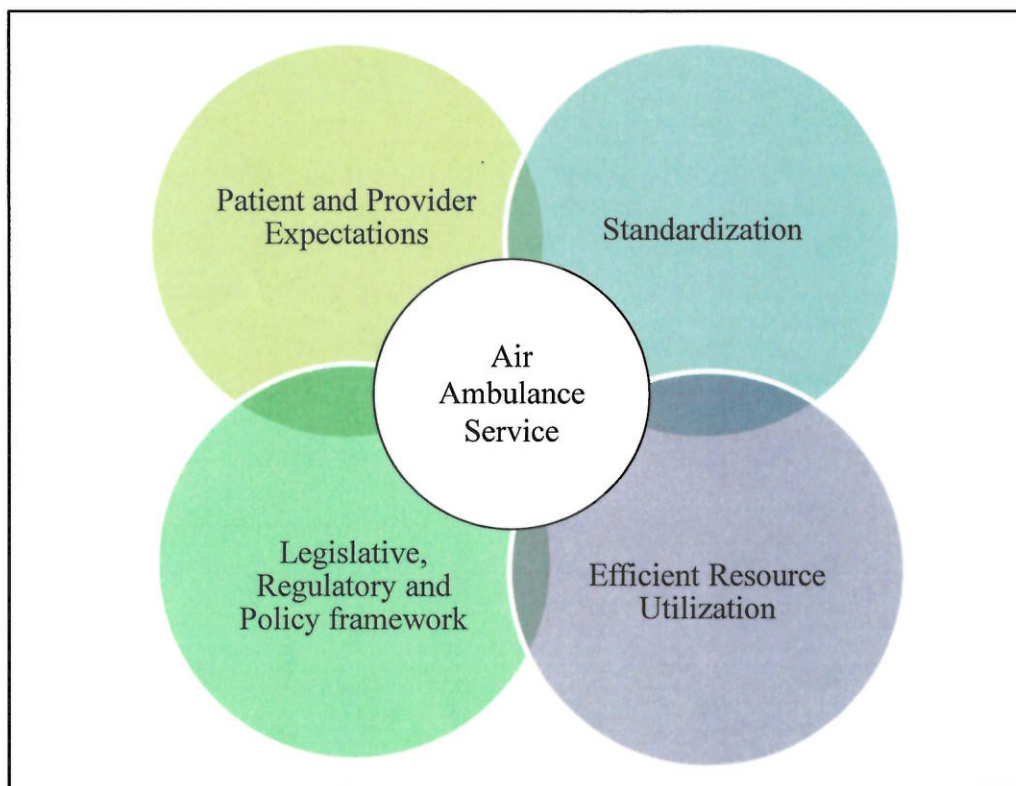 Patient and Provider
Expectations
Standardization
Air
Ambulance
Service
Legislative,
Regulatory and
Policy framework
Efficient Resource
Utilization